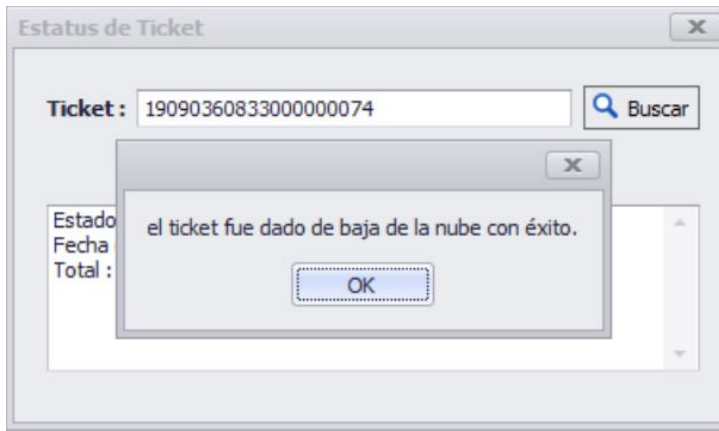 Estatus de Ticket
Ticket : 19090360833000000074 Buscar
el ticket fue dado de baja de la nube con éxito.
Estado
Fecha
Total :
OK